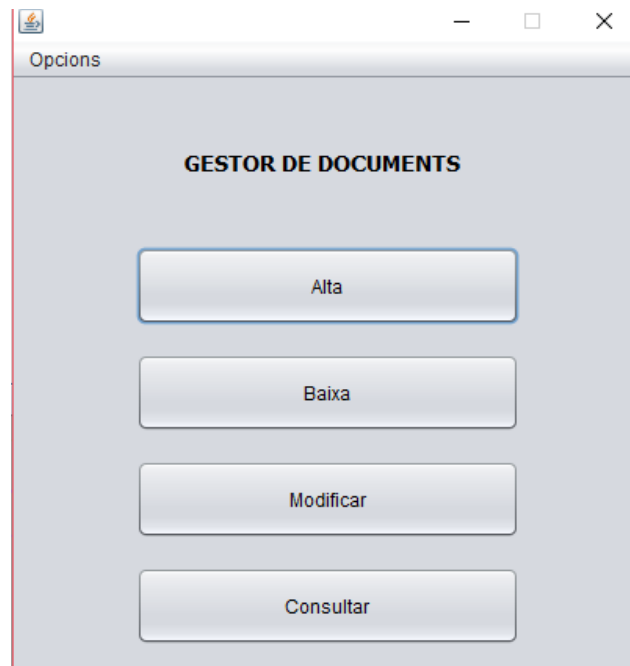 Opcions
GESTOR DE DOCUMENTS
Alta
Baixa
Modificar
Consultar